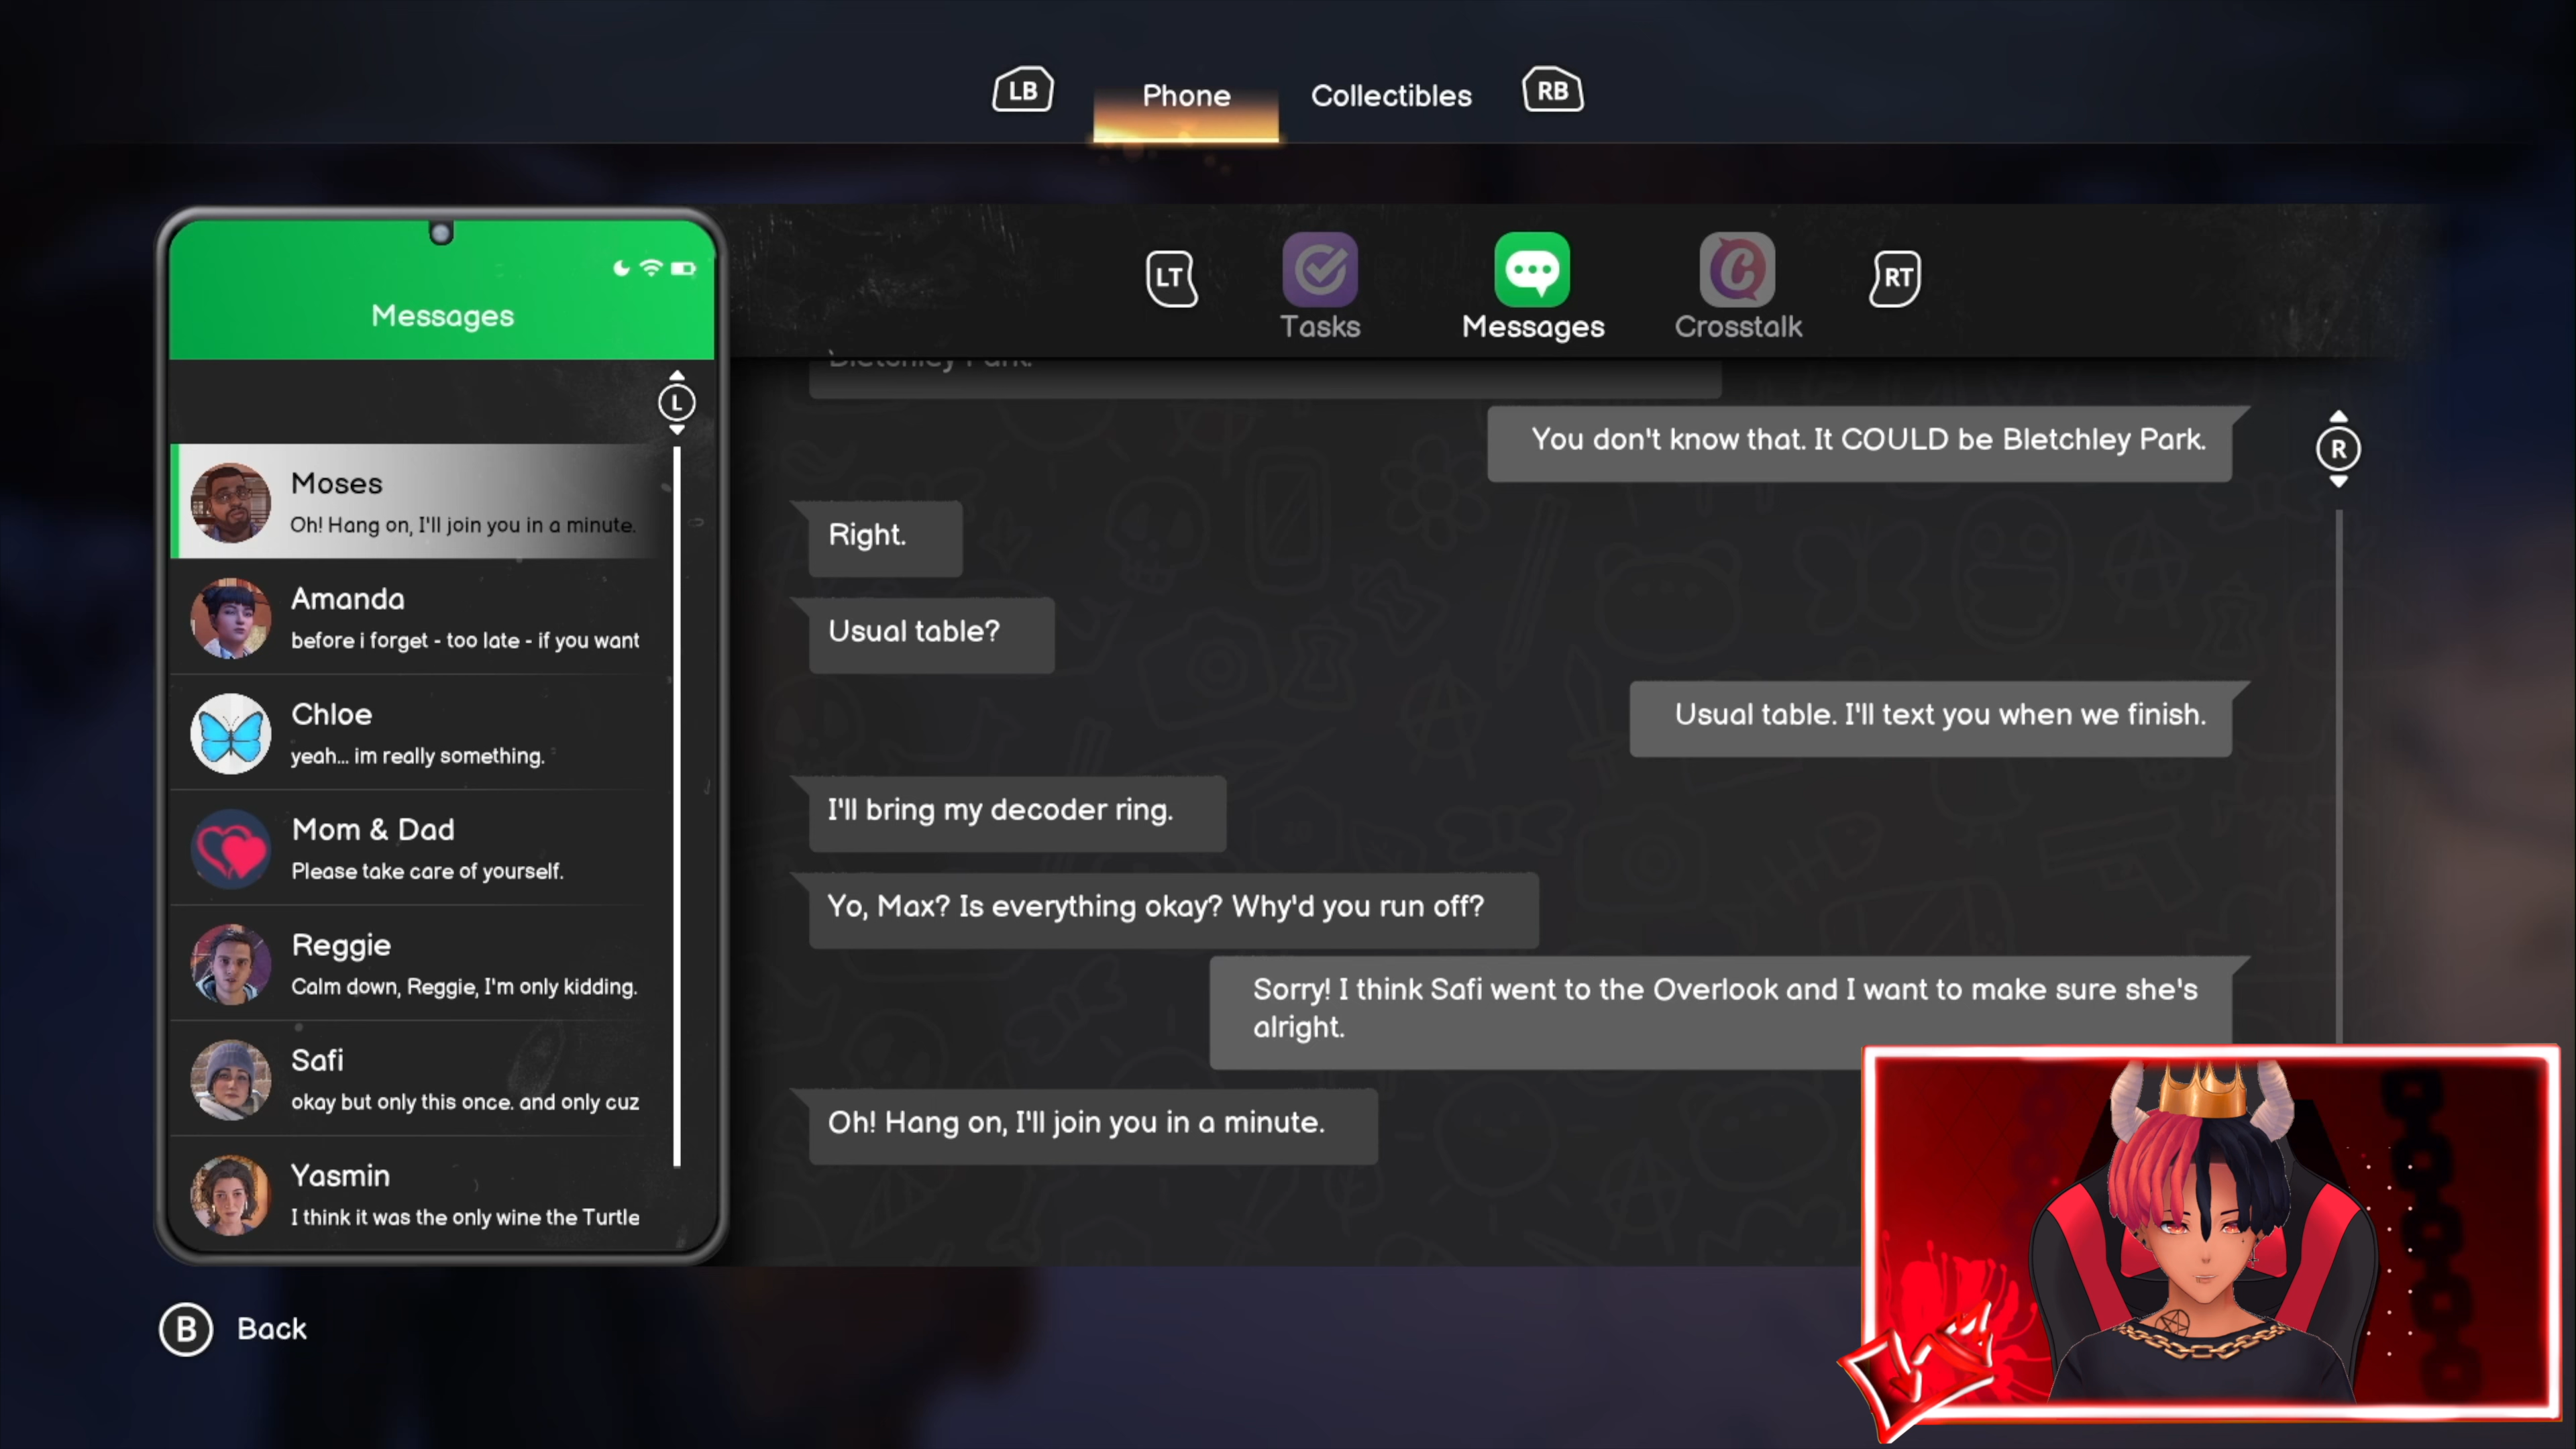 LB
Phone
Collectibles
RB
Messages
LT
Tasks
Messages
Crosstalk
RT
L
Moses
Oh! Hang on, I'll join you in a minute.
Amanda
before i forget - too late - if you want
Chloe
yeah... im really something.
Mom & Dad
Please take care of yourself.
Reggie
Calm down, Reggie, I'm only kidding.
Safi
okay but only this once. and only cuz
Yasmin
I think it was the only wine the Turtle
Bletchley Park.
You don't know that. It COULD be Bletchley Park.
R
Right.
Usual table?
Usual table. I'll text you when we finish.
I'll bring my decoder ring.
Yo, Max? Is everything okay? Why'd you run off?
Sorry! I think Safi went to the Overlook and I want to make sure she's
alright.
Oh! Hang on, I'll join you in a minute.
B
Back